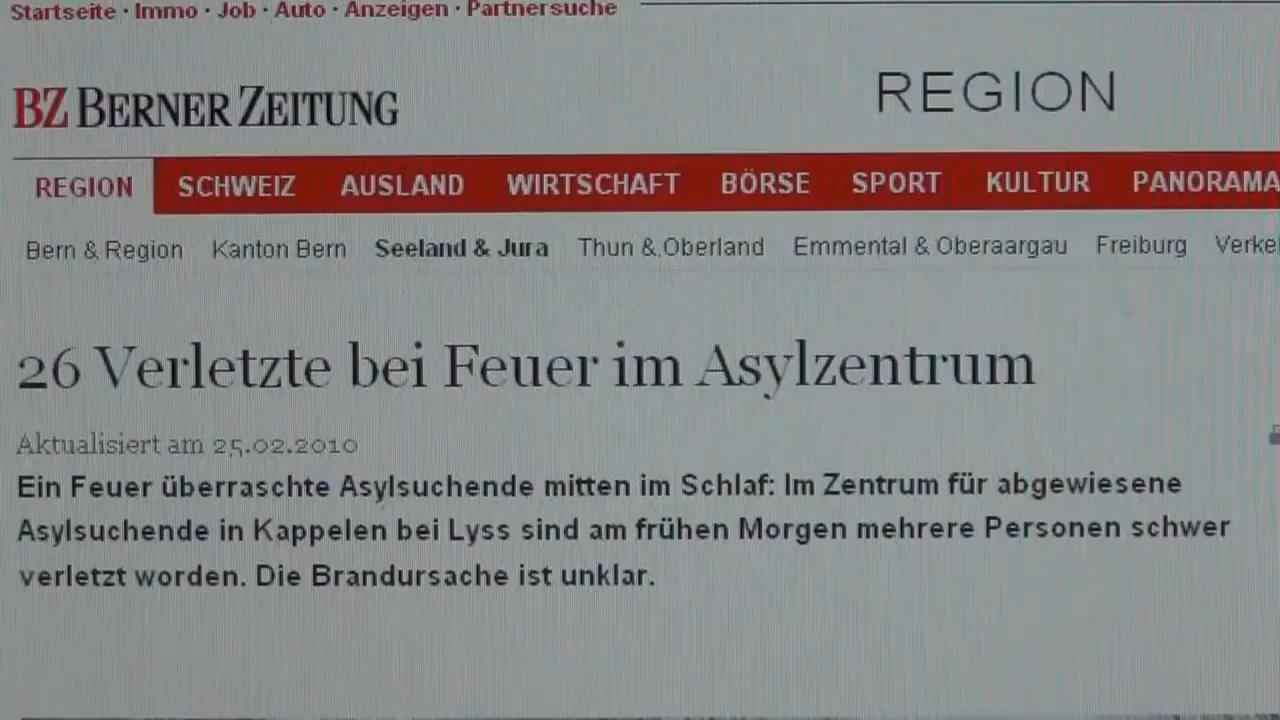 Startseite · Immo · Job · Auto · Anzeigen · Partnersuche
BZ BERNER ZEITUNG
REGION
REGION SCHWEIZ AUSLAND WIRTSCHAFT BÖRSE SPORT KULTUR PANORAMA
Bern & Region Kanton Bern Seeland & Jura Thun & Oberland Emmental & Oberaargau Freiburg
26 Verletzte bei Feuer im Asylzentrum
Aktualisiert am 25.02.2010
Ein Feuer überraschte Asylsuchende mitten im Schlaf: Im Zentrum für abgewiesene
Asylsuchende in Kappelen bei Lyss sind am frühen Morgen mehrere Personen schwer
verletzt worden. Die Brandursache ist unklar.